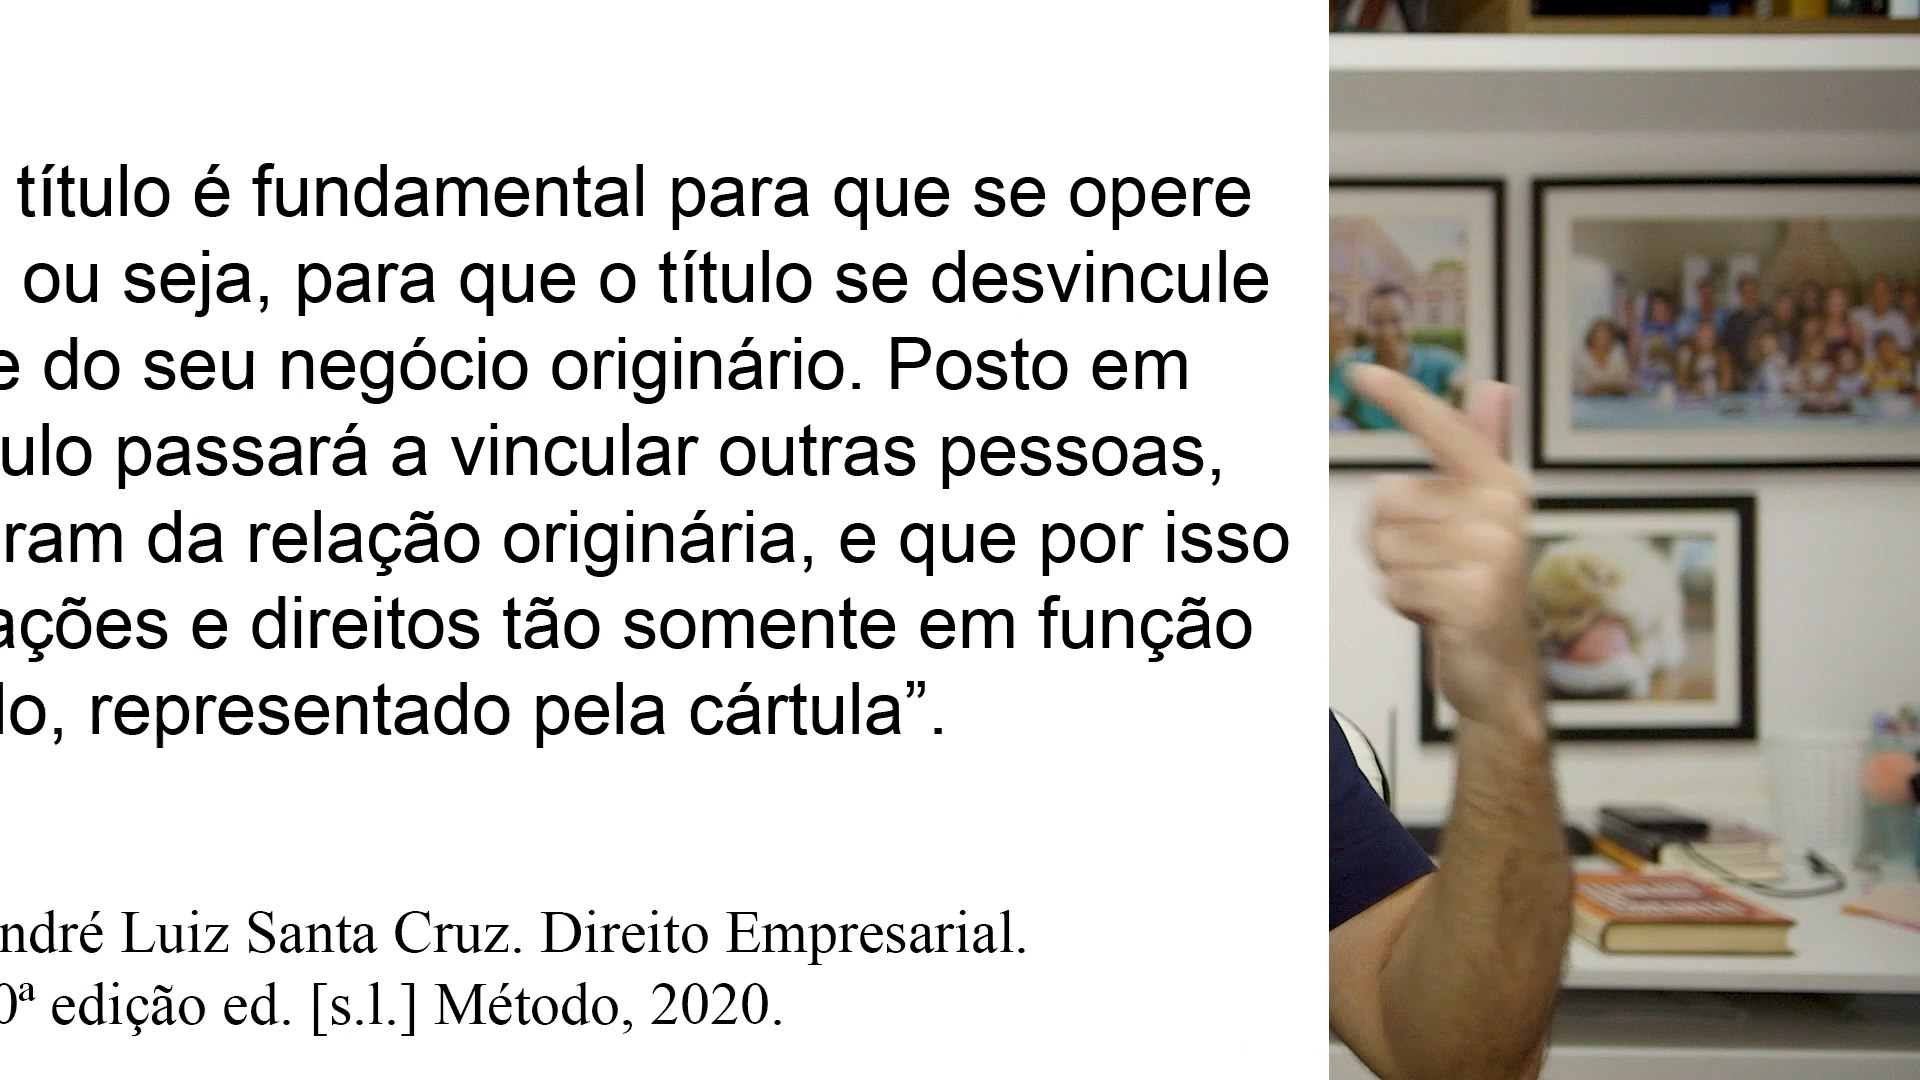 título é fundamental para que se opere
ou seja, para que o título se desvincule
e do seu negócio originário. Posto em
ulo passará a vincular outras pessoas,
ram da relação originária, e que por isso
ações e direitos tão somente em função
lo, representado pela cártula”.
ndré Luiz Santa Cruz. Direito Empresarial.
0ª edição ed. [s.l.] Método, 2020.